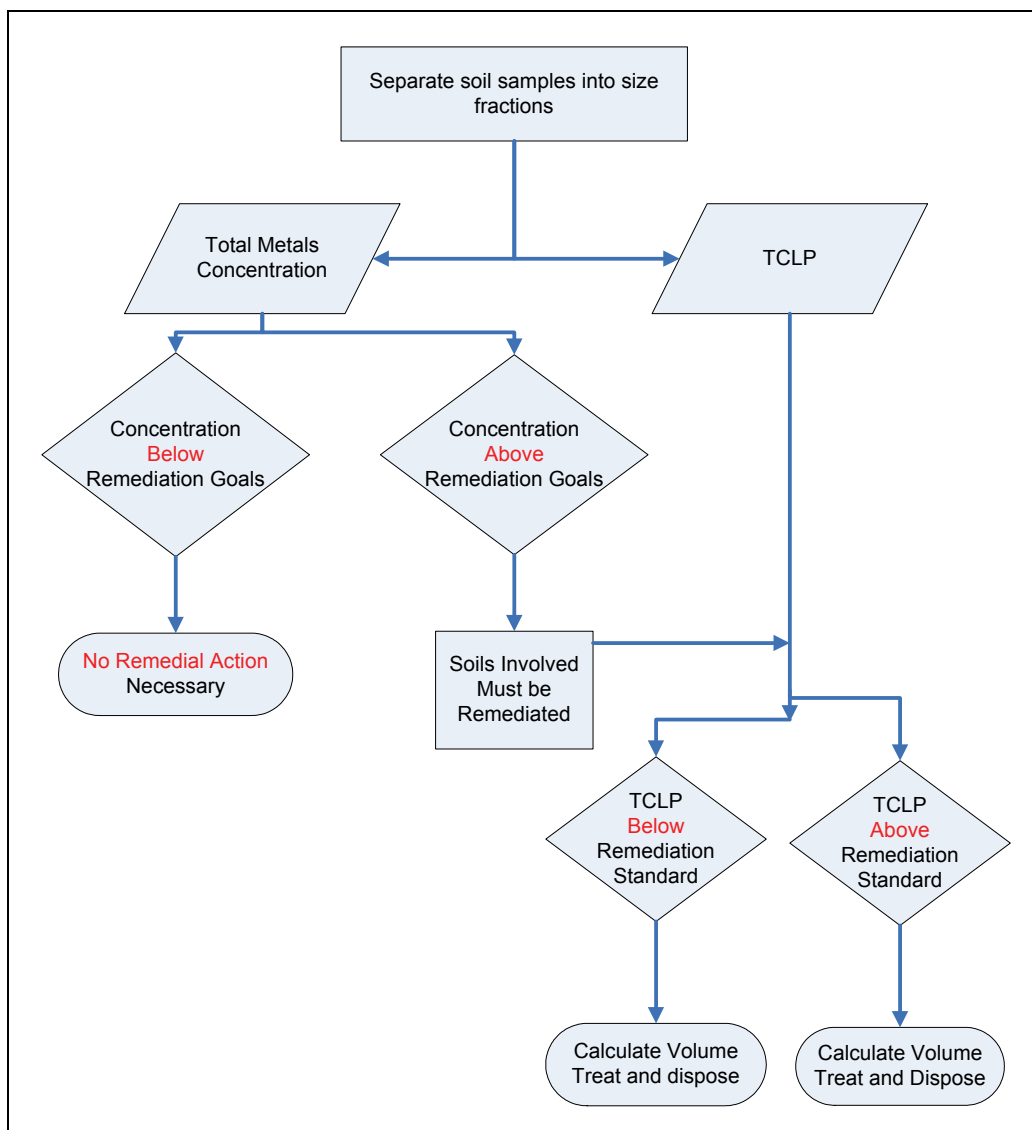 Separate soil samples into size
fractions
Total Metals
Concentration
TCLP
Concentration
Below
Remediation Goals
Concentration
Above
Remediation Goals
No Remedial Action
Necessary
Soils Involved
Must be
Remediated
TCLP
Below
Remediation
Standard
TCLP
Above
Remediation
Standard
Calculate Volume
Treat and dispose
Calculate Volume
Treat and Dispose